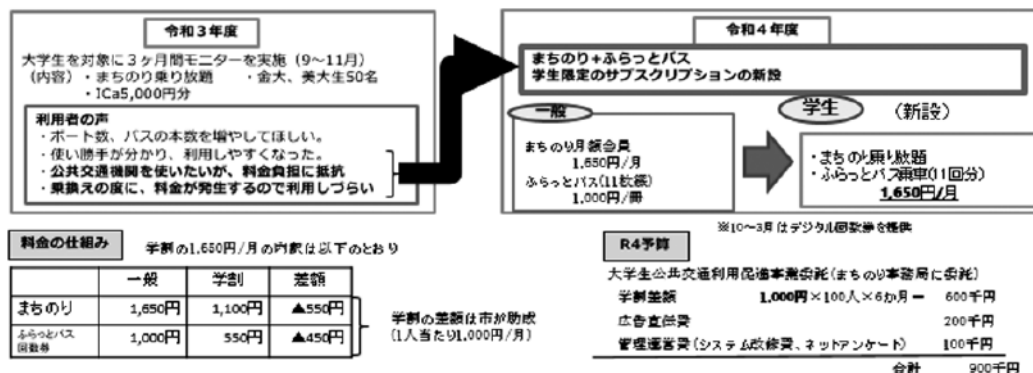 令和3年度
大学生を対象に3ヶ月間モニターを実施（9～11月）
（内容）・まちのり乗り放題　・金大、美大生50名
・ICa5,000円分
利用者の声
・ポート数、バスの本数を増やしてほしい。
・使い勝手が分かり、利用しやすくなった。
・公共交通機関を使いたいが、料金負担に抵抗
・乗換えの度に、料金が発生するので利用しづらい
令和4年度
まちのり+ふらっとバス
学生限定のサブスクリプションの新設
一般
まちのり月額会員
1,650円/月
ふらっとバス(11枚綴)
1,000円/冊
学生　（新設）
・まちのり乗り放題
・ふらっとバス乗車(11回分)
1,650円/月
※10～3月はデジタル回数券を提供
料金の仕組み
学割の1,650円/月の内訳は以下のとおり
一般　学割　差額
まちのり　1,650円　1,100円　▲550円
ふらっとバス
回数券　1,000円　550円　▲450円
学割の差額は市が助成
(1人当たり1,000円/月)
R4予算
大学生公共交通利用促進事業委託(まちのり事務局に委託)
学割差額　1,000円×100人×6か月＝　600千円
広告宣伝費　200千円
管理運営費(システム改修費、ネットアンケート)　100千円
合計　900千円